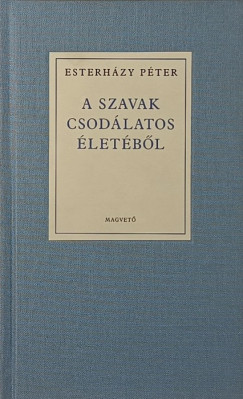 ESTERHÁZY PÉTER
A SZAVAK
CSODÁLATOS
ÉLETÉBŐL
MAGVETŐ